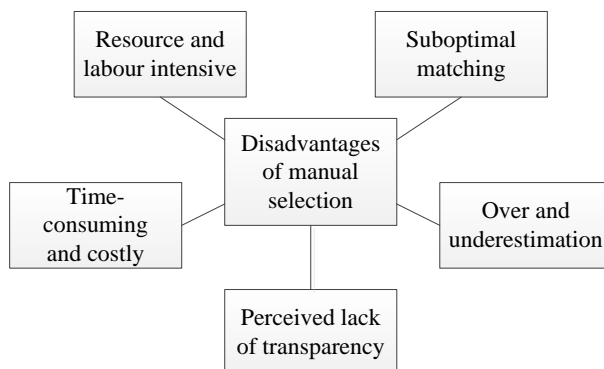 Resource and
labour intensive
Suboptimal
matching
Disadvantages
of manual
selection
Time-
consuming
and costly
Over and
underestimation
Perceived lack
of transparency